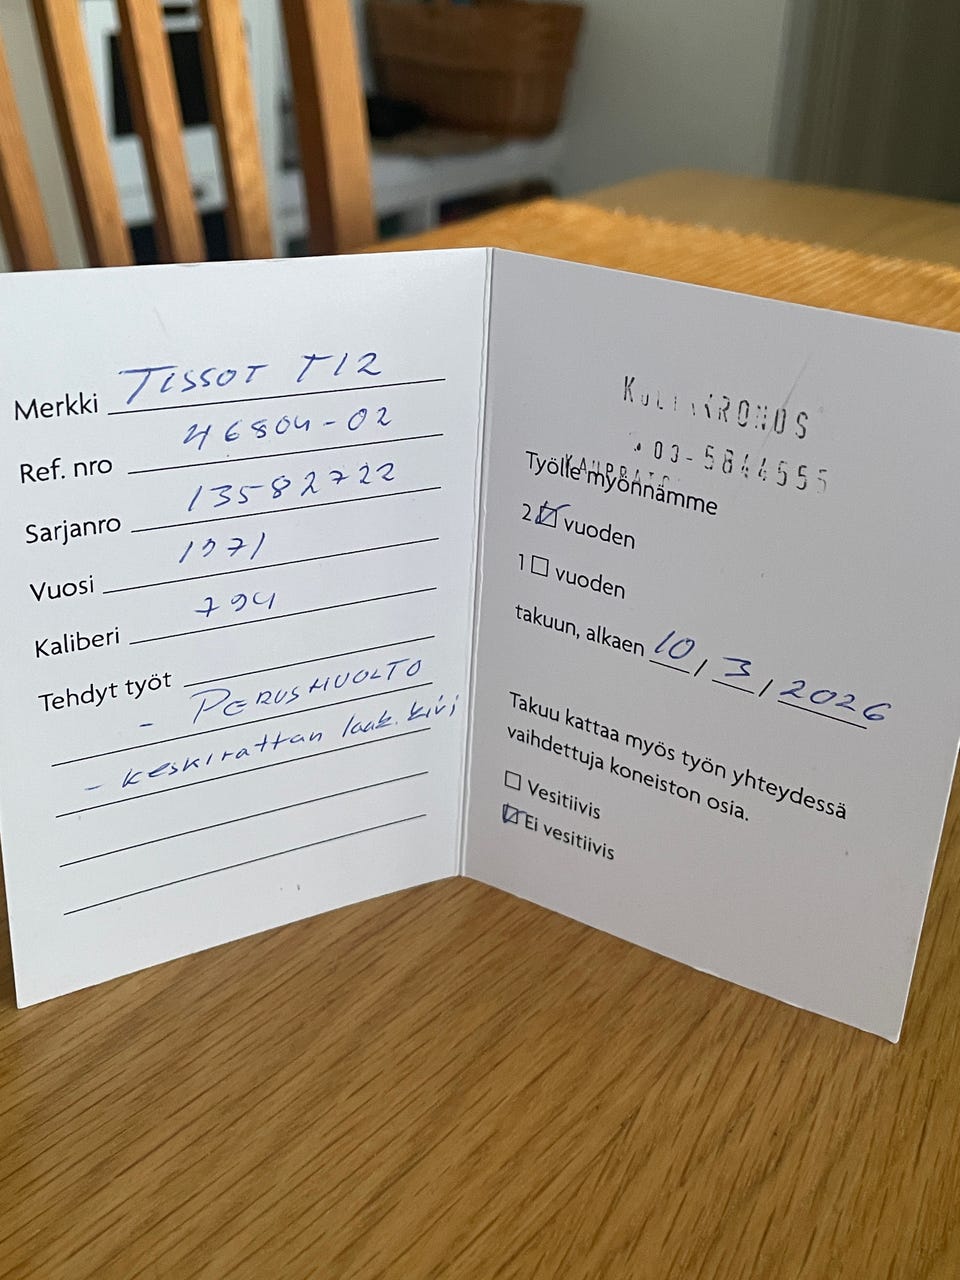 Merkki TISSOT T12
Ref. nro 46804-02
Sarjanro 13582722
Vuosi 1971
Kaliberi 794
Tehdyt työt
- PERUSHUOLTO
- keskirattan laak. kivi
03-5844555
Työlle myönnämme
2 ☑ vuoden
1 ☐ vuoden
takuun, alkaen 10 / 3 / 2026
Takuu kattaa myös työn yhteydessä
vaihdettuja koneiston osia.
☐ Vesitiivis
☑ Ei vesitiivis